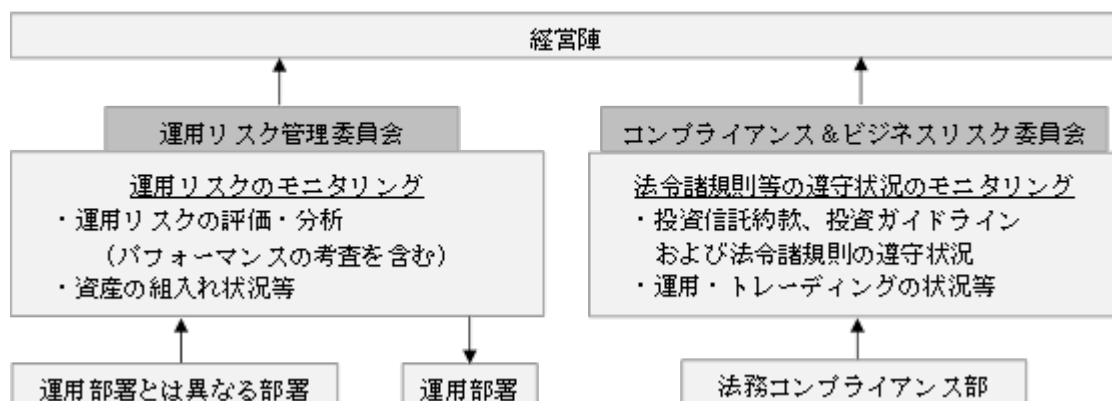 経営陣
運用リスク管理委員会
運用リスクのモニタリング
・運用リスクの評価・分析
（パフォーマンスの考査を含む）
・資産の組入れ状況等
運用部署とは異なる部署
運用部署
コンプライアンス＆ビジネスリスク委員会
法令諸規則等の遵守状況のモニタリング
・投資信託約款、投資ガイドライン
および法令諸規則の遵守状況
・運用・トレーディングの状況等
法務コンプライアンス部